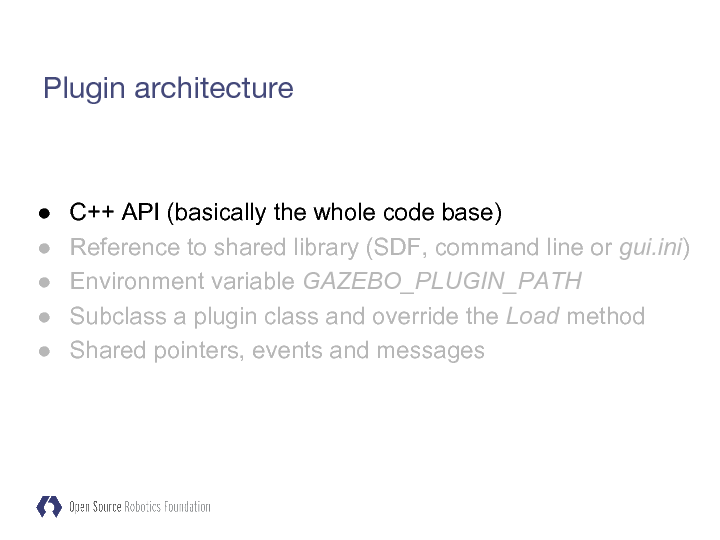 Plugin architecture
● C++ API (basically the whole code base)
● Reference to shared library (SDF, command line or gui.ini)
● Environment variable GAZEBO_PLUGIN_PATH
● Subclass a plugin class and override the Load method
● Shared pointers, events and messages
Open Source Robotics Foundation